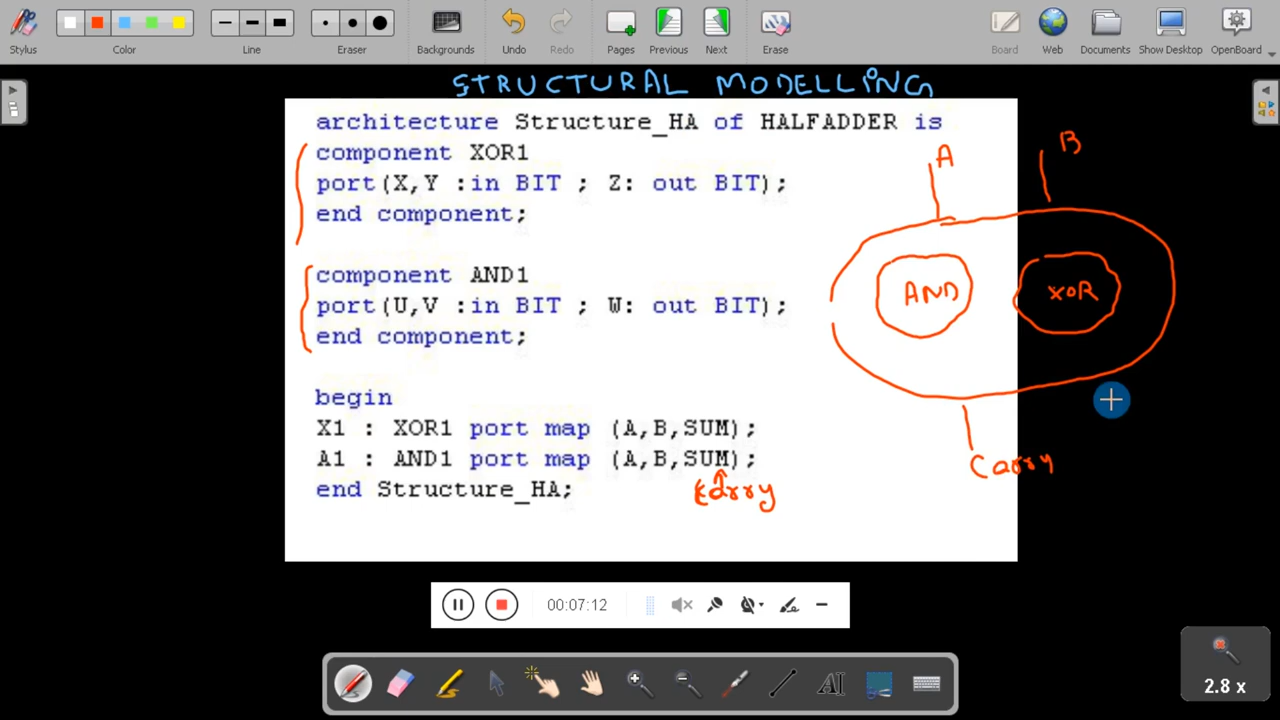 Stylus
Color
Line
Eraser
Backgrounds
Undo
Redo
Pages
Previous
Next
Erase
Board
Web
Documents
Show Desktop
OpenBoard
STRUCTURAL MODELLING
architecture Structure_HA of HALFADDER is
component XOR1
port(X,Y :in BIT ; Z: out BIT);
end component;
component AND1
port(U,V :in BIT ; W: out BIT);
end component;
begin
X1 : XOR1 port map (A,B,SUM);
A1 : AND1 port map (A,B,SUM);
end Structure_HA;
A
B
AND
XOR
Carry
00:07:12
2.8 x